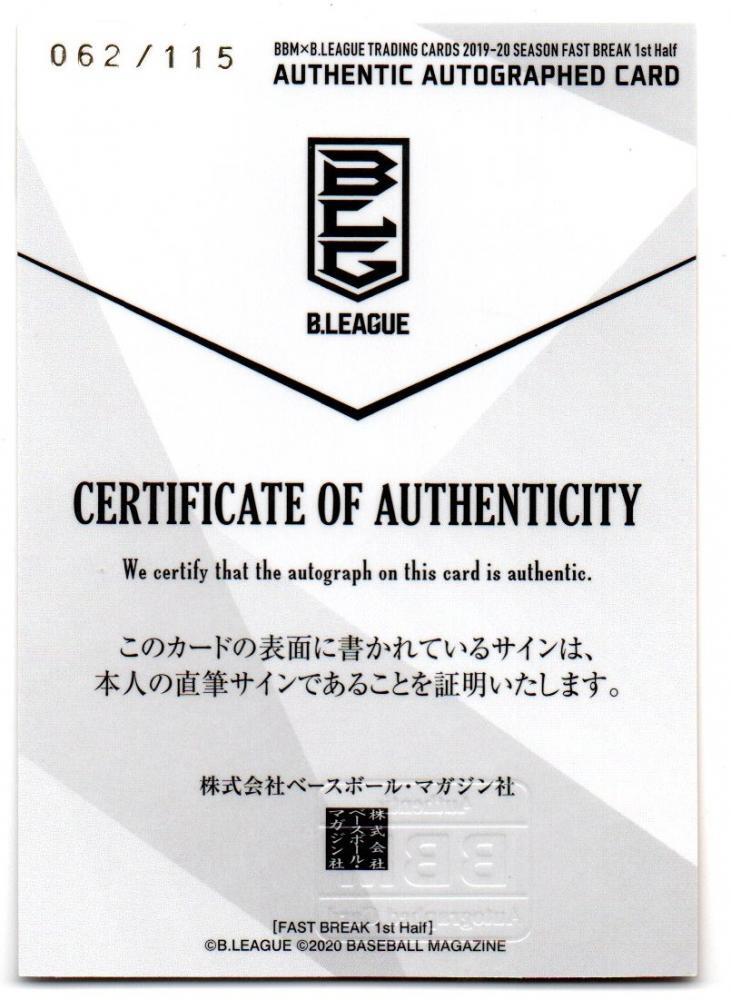 062/115
BBM×B.LEAGUE TRADING CARDS 2019-20 SEASON FAST BREAK 1st Half
AUTHENTIC AUTOGRAPHED CARD
BLG
B.LEAGUE
CERTIFICATE OF AUTHENTICITY
We certify that the autograph on this card is authentic.
このカードの表面に書かれているサインは、
本人の直筆サインであることを証明いたします。
株式会社ベースボール・マガジン社
株式会社
ベースボール・
マガジン社
Authentic
BBM
Autographed Card
[FAST BREAK 1st Half]
©B.LEAGUE ©2020 BASEBALL MAGAZINE